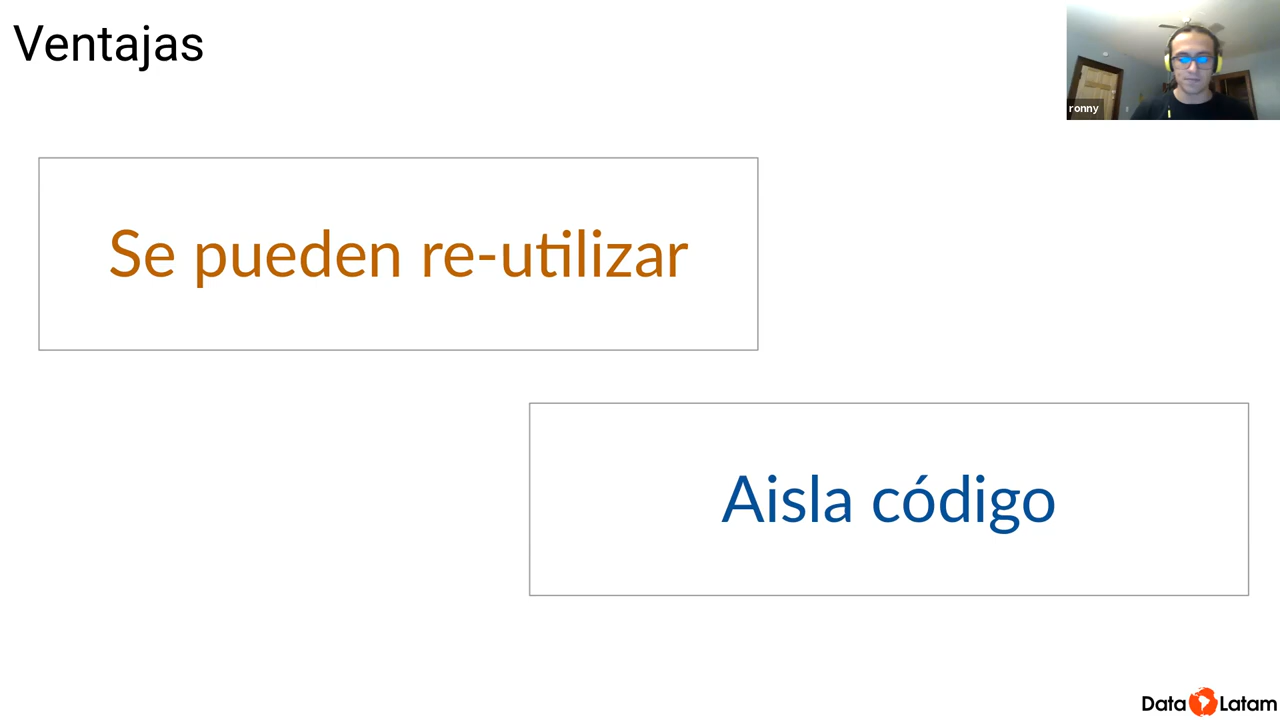 Ventajas
ronny
Se pueden re-utilizar
Aisla código
Data Latam